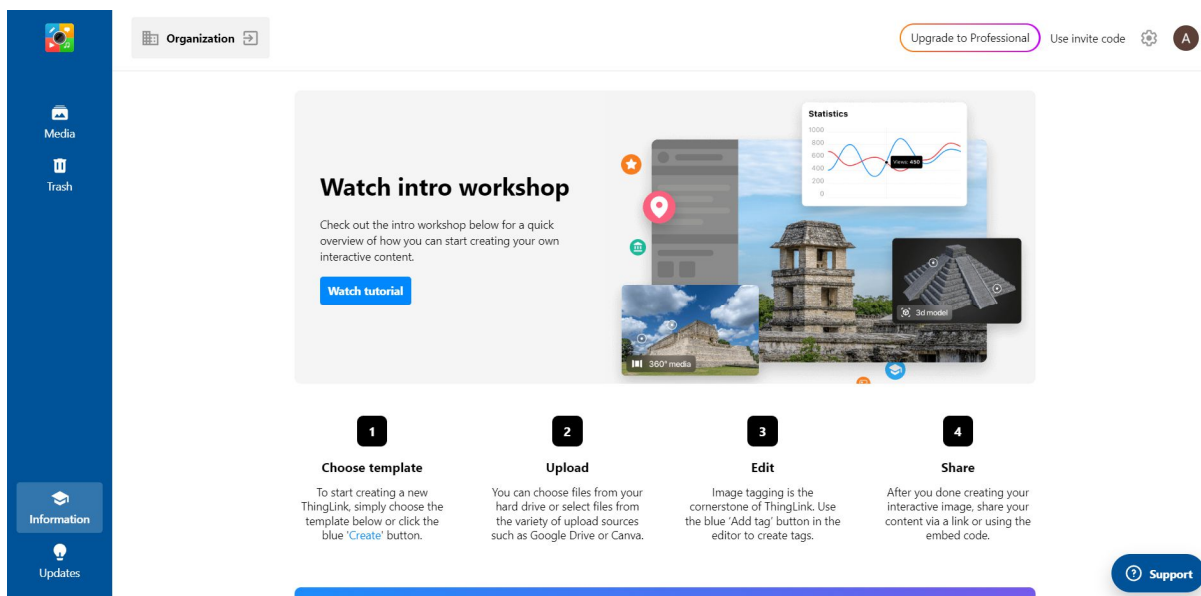 Organization
Upgrade to Professional
Use invite code
A
Media
Trash
Watch intro workshop
Check out the intro workshop below for a quick
overview of how you can start creating your own
interactive content.
Watch tutorial
Statistics
1000
800
600
400
200
0
Views: 450
3d model
360° media
1
Choose template
To start creating a new
ThingLink, simply choose the
template below or click the
blue 'Create' button.
2
Upload
You can choose files from your
hard drive or select files from
the variety of upload sources
such as Google Drive or Canva.
3
Edit
Image tagging is the
cornerstone of ThingLink. Use
the blue 'Add tag' button in the
editor to create tags.
4
Share
After you done creating your
interactive image, share your
content via a link or using the
embed code.
Information
Updates
Support